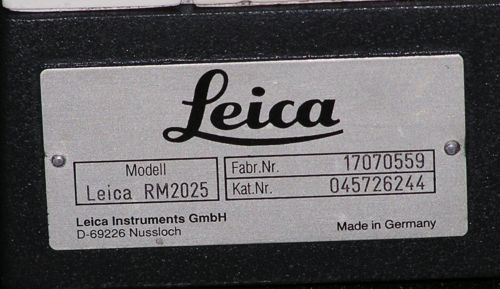 Leica
Modell
Leica RM2025
Fabr.Nr. 17070559
Kat.Nr. 045726244
Leica Instruments GmbH
D-69226 Nussloch
Made in Germany